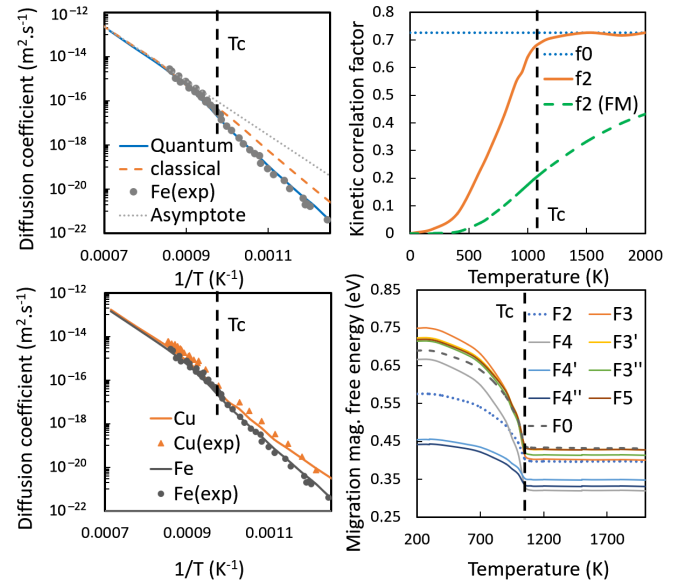 Diffusion coefficient (m².s⁻¹)
10⁻¹²
10⁻¹⁴
10⁻¹⁶
10⁻¹⁸
10⁻²⁰
10⁻²²
Tc
Quantum
classical
Fe(exp)
Asymptote
0.0007 0.0009 0.0011
1/T (K⁻¹)
Kinetic correlation factor
0.8
0.7
0.6
0.5
0.4
0.3
0.2
0.1
0
f0
f2
f2 (FM)
Tc
0 500 1000 1500 2000
Temperature (K)
Diffusion coefficient (m².s⁻¹)
10⁻¹²
10⁻¹⁴
10⁻¹⁶
10⁻¹⁸
10⁻²⁰
10⁻²²
Tc
Cu
Cu(exp)
Fe
Fe(exp)
0.0007 0.0009 0.0011
1/T (K⁻¹)
Migration mag. free energy (eV)
0.85
0.75
0.65
0.55
0.45
0.35
0.25
Tc
F2 F3
F4 F3'
F4' F3''
F4'' F5
F0
200 700 1200 1700
Temperature (K)